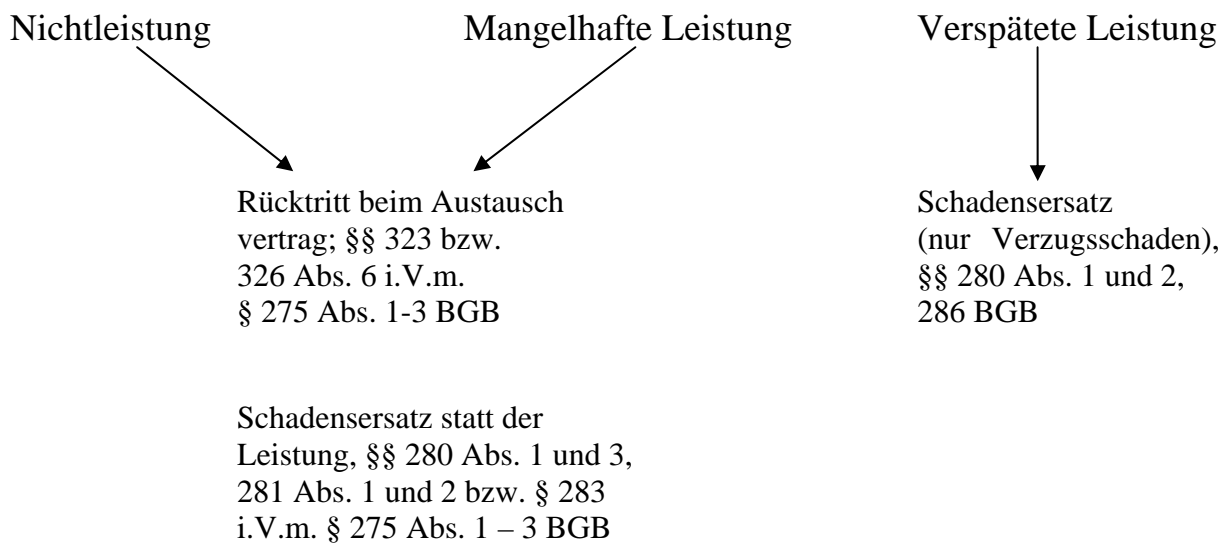 Nichtleistung Mangelhafte Leistung Verspätete Leistung
Rücktritt beim Austausch
vertrag; §§ 323 bzw.
326 Abs. 6 i.V.m.
§ 275 Abs. 1-3 BGB
Schadensersatz
(nur Verzugsschaden),
§§ 280 Abs. 1 und 2,
286 BGB
Schadensersatz statt der
Leistung, §§ 280 Abs. 1 und 3,
281 Abs. 1 und 2 bzw. § 283
i.V.m. § 275 Abs. 1 – 3 BGB